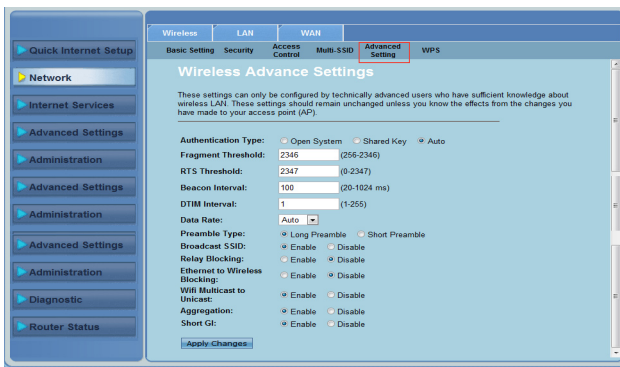 Wireless LAN WAN
Basic Setting Security Access Control Multi-SSID Advanced Setting WPS
Quick Internet Setup
Network
Internet Services
Advanced Settings
Administration
Advanced Settings
Administration
Advanced Settings
Administration
Diagnostic
Router Status
Wireless Advance Settings
These settings can only be configured by technically advanced users who have sufficient knowledge about
wireless LAN. These settings should remain unchanged unless you know the effects from the changes you
have made to your access point (AP).
Authentication Type: Open System Shared Key Auto
Fragment Threshold: 2346 (256-2346)
RTS Threshold: 2347 (0-2347)
Beacon Interval: 100 (20-1024 ms)
DTIM Interval: 1 (1-255)
Data Rate: Auto
Preamble Type: Long Preamble Short Preamble
Broadcast SSID: Enable Disable
Relay Blocking: Enable Disable
Ethernet to Wireless
Blocking: Enable Disable
Wifi Multicast to
Unicast: Enable Disable
Aggregation: Enable Disable
Short GI: Enable Disable
Apply Changes